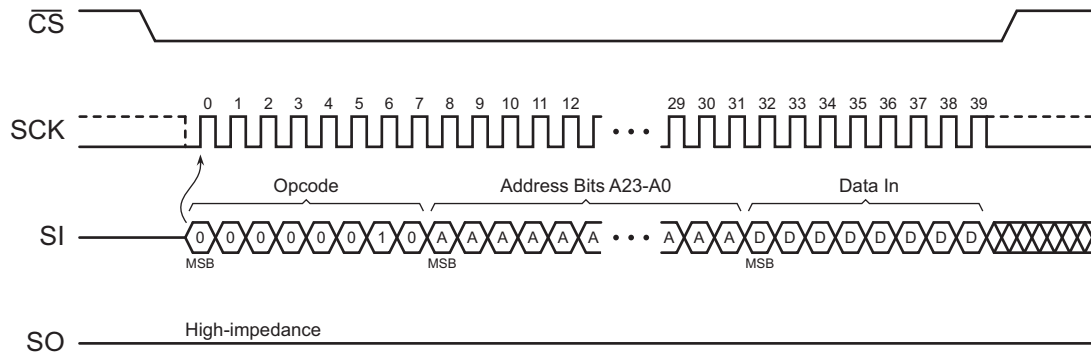 CS
0 1 2 3 4 5 6 7 8 9 10 11 12 29 30 31 32 33 34 35 36 37 38 39
SCK
Opcode Address Bits A23-A0 Data In
SI 0 0 0 0 0 0 1 0 A A A A A A A A A D D D D D D D D
MSB MSB MSB
High-impedance
SO